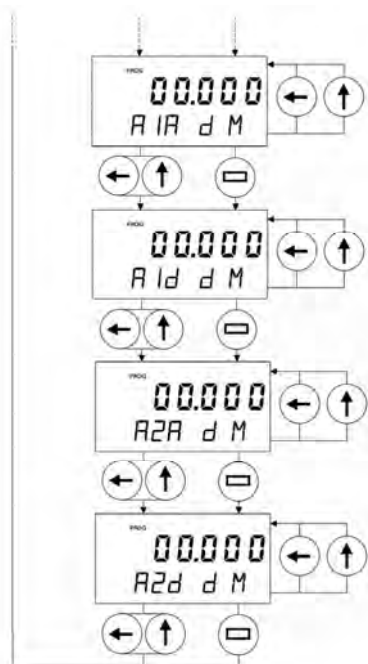 PROG
00.000
A1A d M
PROG
00.000
A1d d M
PROG
00.000
A2A d M
PROG
00.000
A2d d M